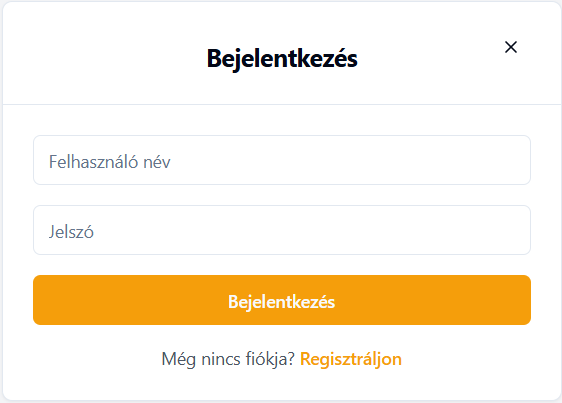 Bejelentkezés
Felhasználó név
Jelszó
Bejelentkezés
Még nincs fiókja? Regisztráljon